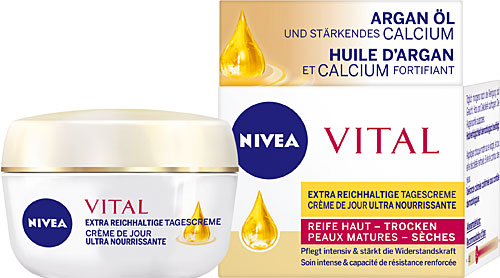 ARGAN ÖL
UND STÄRKENDES CALCIUM
HUILE D'ARGAN
ET CALCIUM FORTIFIANT
NIVEA
VITAL
EXTRA REICHHALTIGE TAGESCREME
CRÈME DE JOUR ULTRA NOURRISSANTE
REIFE HAUT – TROCKEN
PEAUX MATURES – SÈCHES
Pflegt intensiv & stärkt die Widerstandskraft
Soin intense & capacité de résistance renforcée
NIVEA
VITAL
EXTRA REICHHALTIGE TAGESCREME
CRÈME DE JOUR
ULTRA NOURRISSANTE